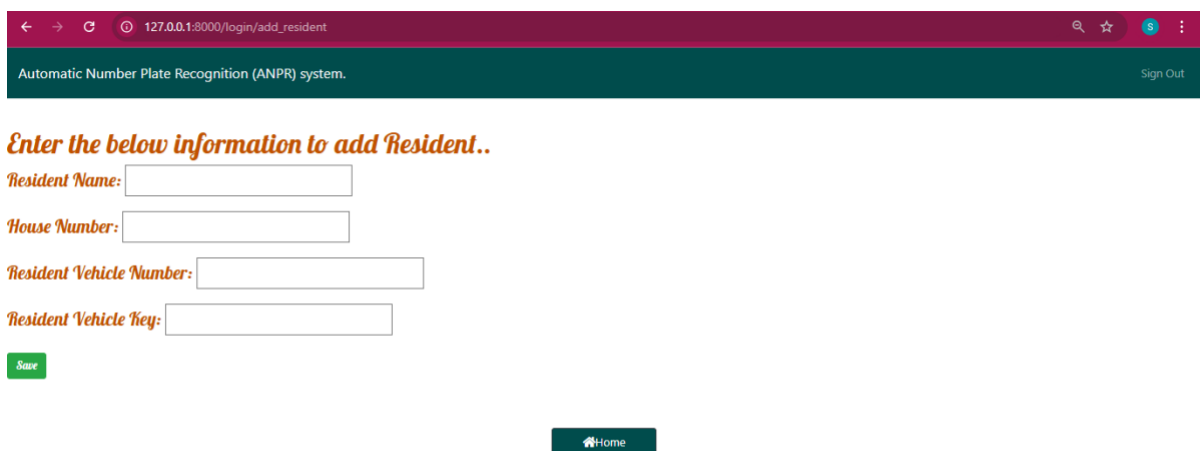 127.0.0.1:8000/login/add_resident
S
Automatic Number Plate Recognition (ANPR) system.
Sign Out
Enter the below information to add Resident..
Resident Name:
House Number:
Resident Vehicle Number:
Resident Vehicle Key:
Save
Home